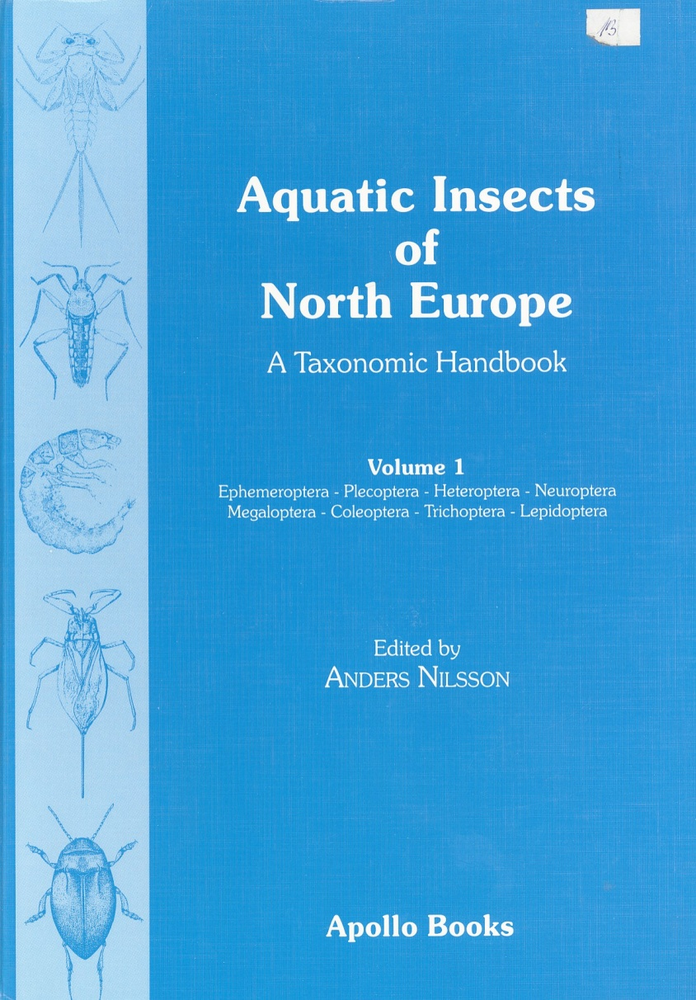 Aquatic Insects
of
North Europe
A Taxonomic Handbook
Volume 1
Ephemeroptera - Plecoptera - Heteroptera - Neuroptera
Megaloptera - Coleoptera - Trichoptera - Lepidoptera
Edited by
ANDERS NILSSON
Apollo Books